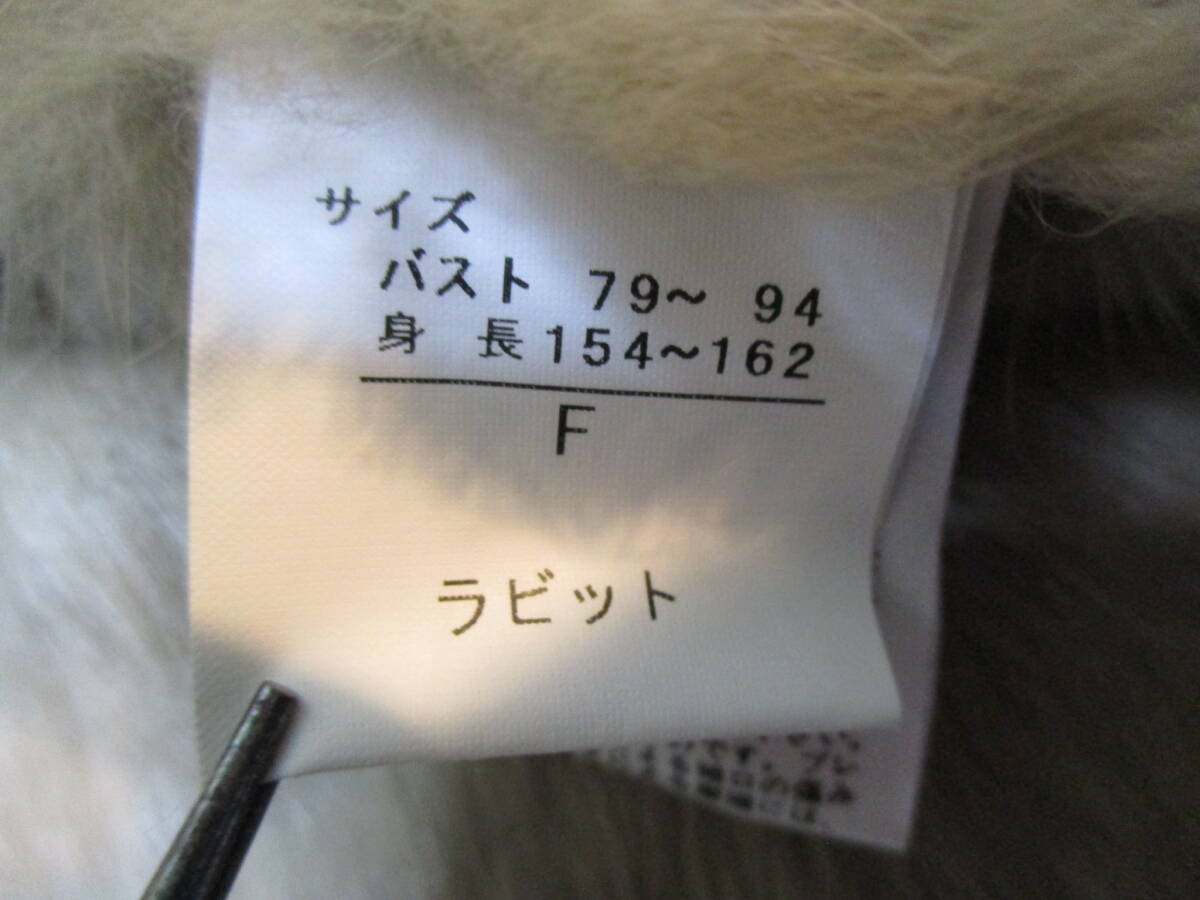 サイズ
バスト 79～ 94
身 長154～162
F
ラビット